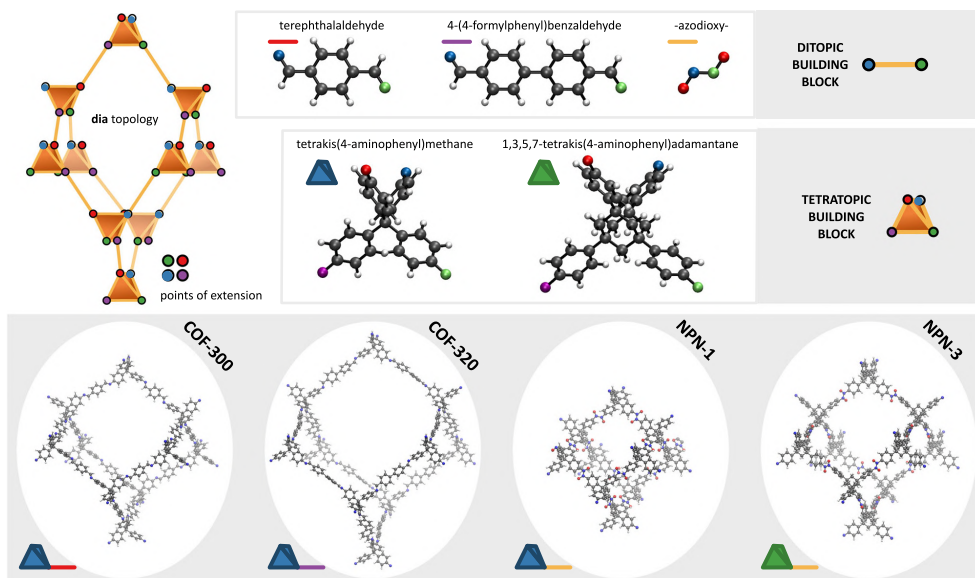 terephthalaldehyde
4-(4-formylphenyl)benzaldehyde
-azodioxy-
DITOPIC
BUILDING
BLOCK
dia topology
tetrakis(4-aminophenyl)methane
1,3,5,7-tetrakis(4-aminophenyl)adamantane
TETRATOPIC
BUILDING
BLOCK
points of extension
COF-300
COF-320
NPN-1
NPN-3